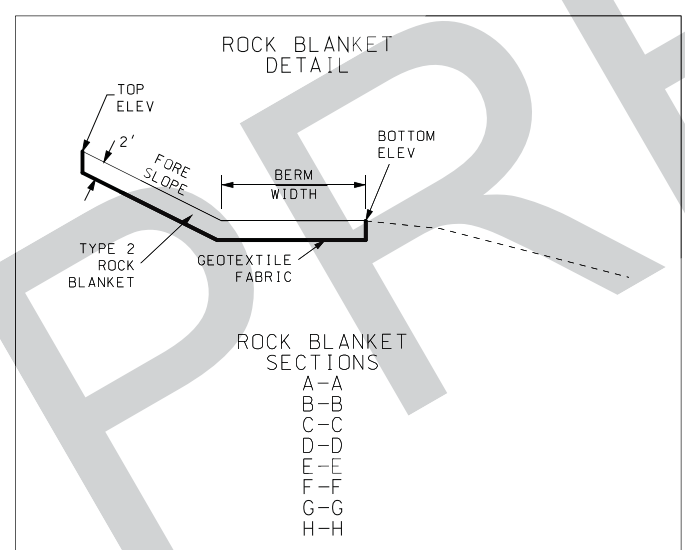 ROCK BLANKET
DETAIL
TOP
ELEV
2'
FORE
SLOPE
BERM
WIDTH
BOTTOM
ELEV
TYPE 2
ROCK
BLANKET
GEOTEXTILE
FABRIC
ROCK BLANKET
SECTIONS
A-A
B-B
C-C
D-D
E-E
F-F
G-G
H-H